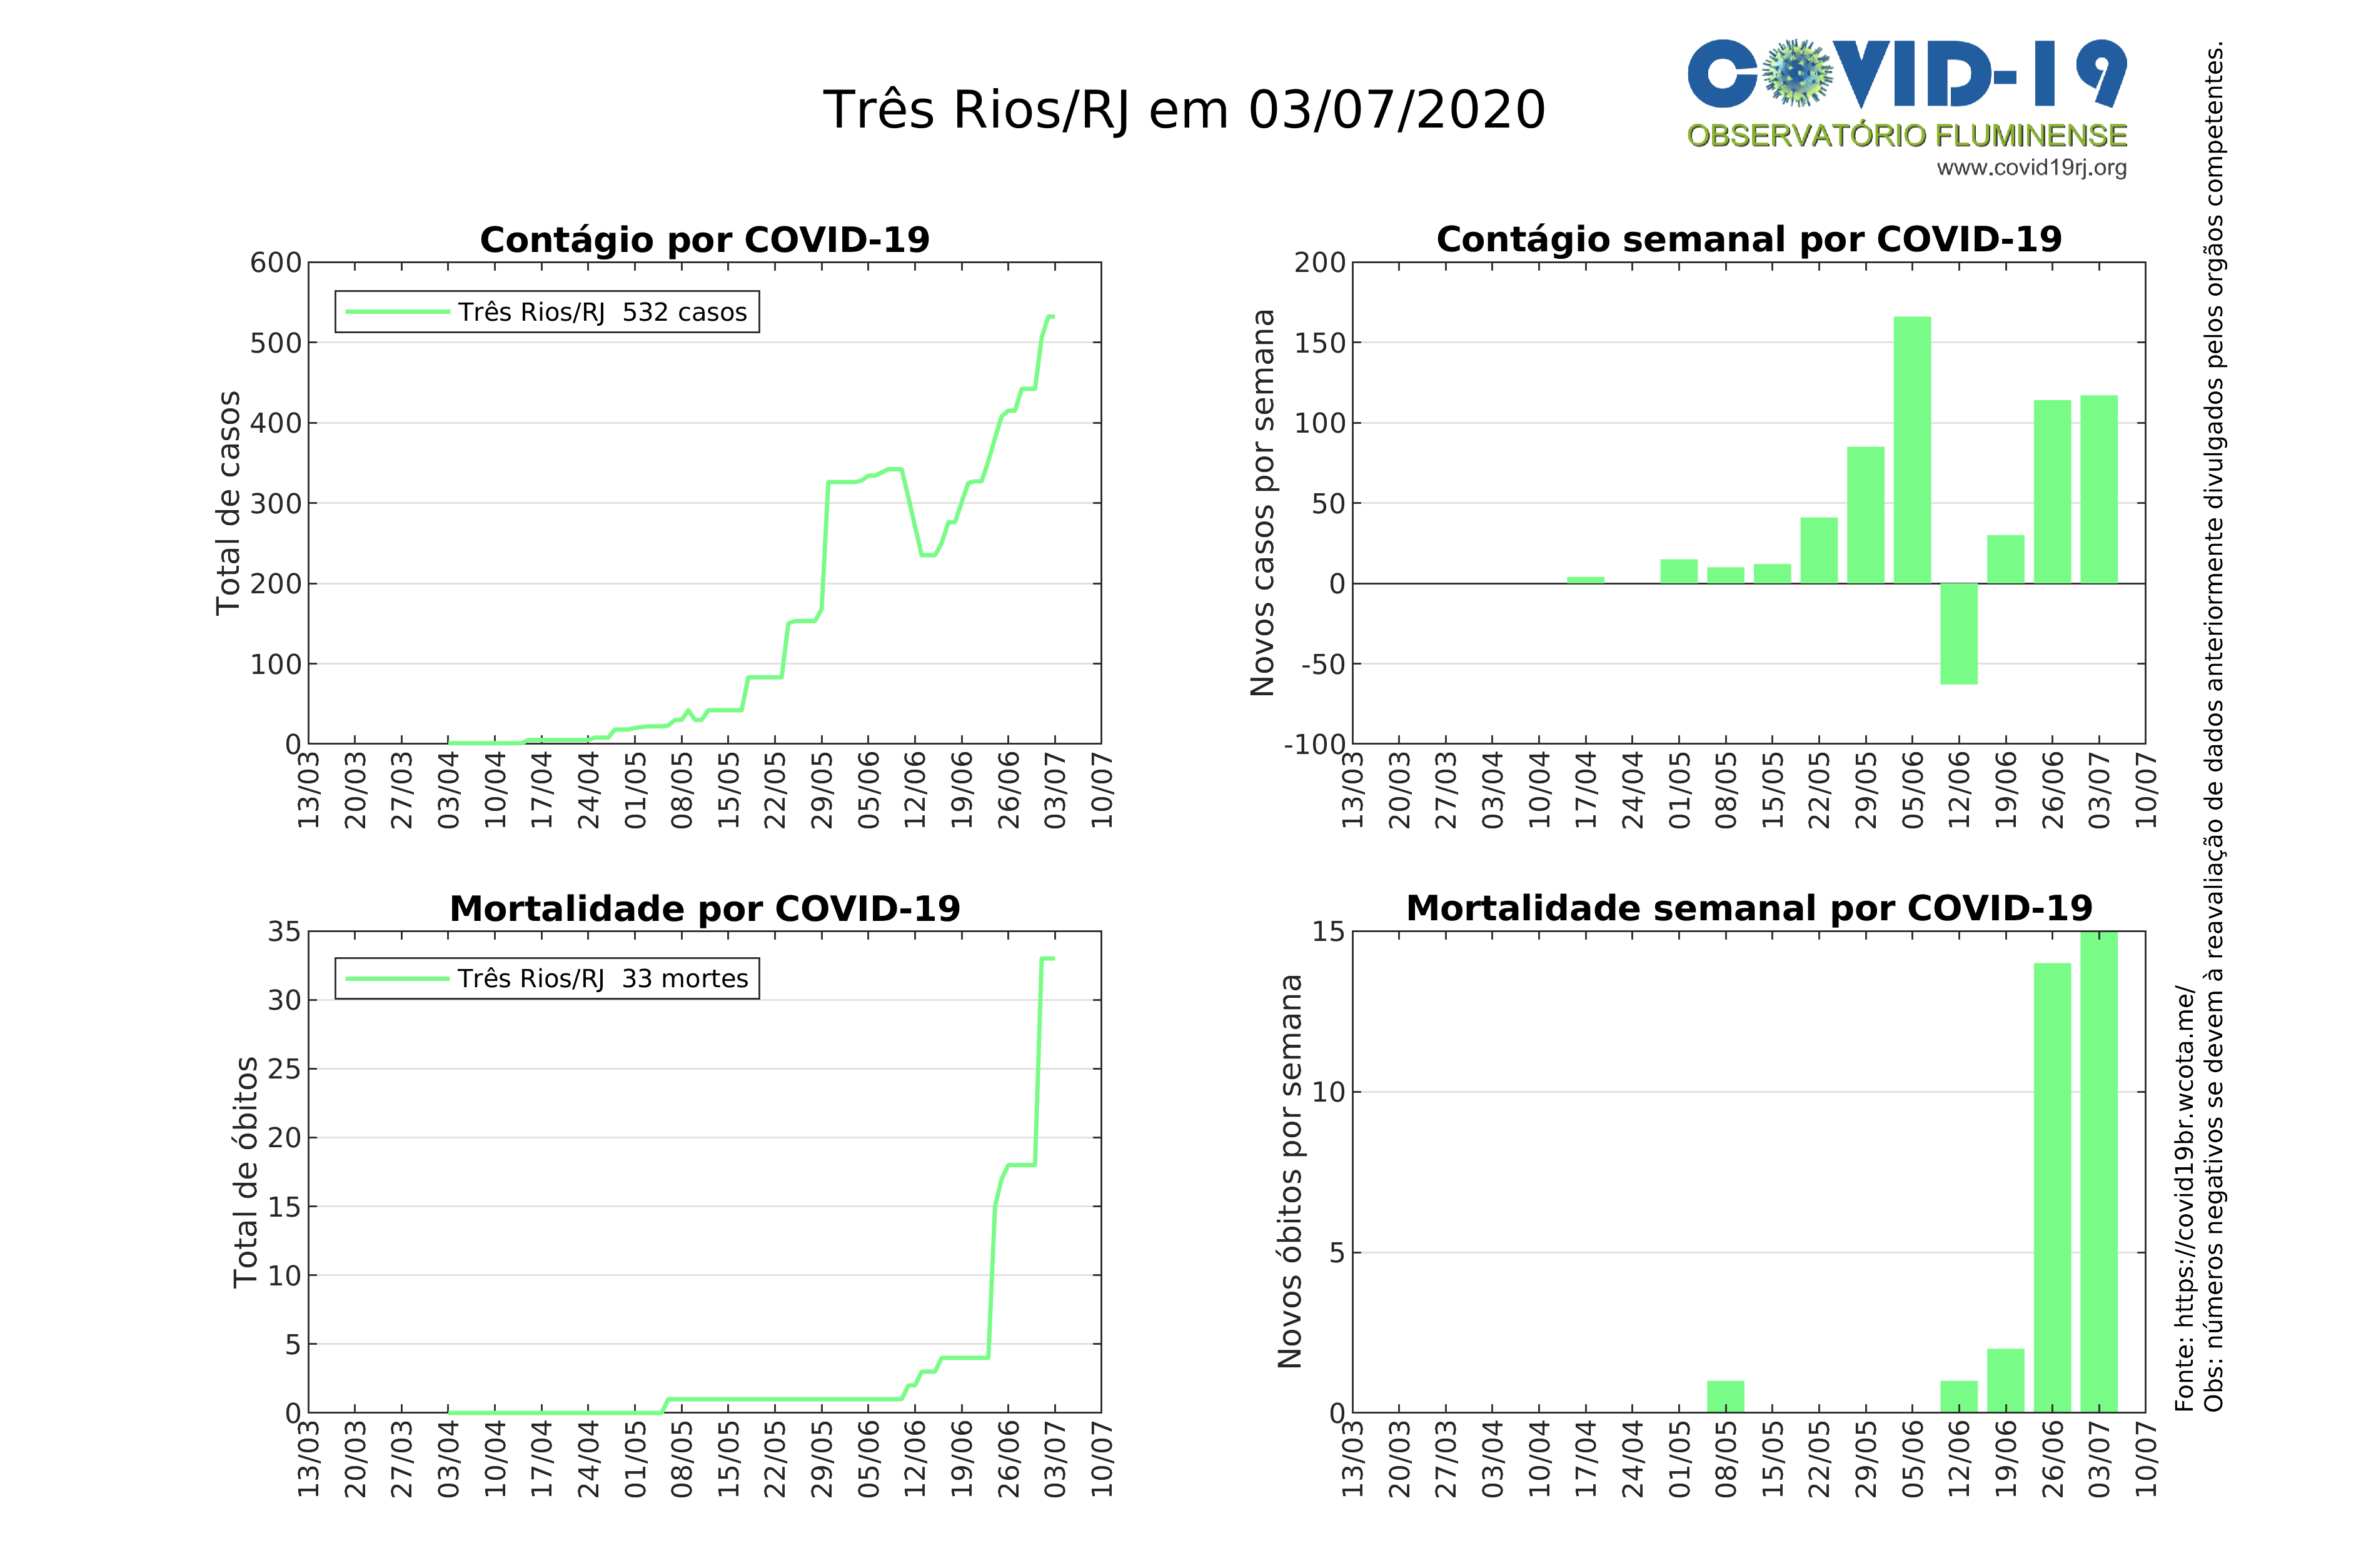 Três Rios/RJ em 03/07/2020
COVID-19
OBSERVATÓRIO FLUMINENSE
www.covid19rj.org
Contágio por COVID-19
Total de casos
600
500
400
300
200
100
0
Três Rios/RJ 532 casos
13/03 20/03 27/03 03/04 10/04 17/04 24/04 01/05 08/05 15/05 22/05 29/05 05/06 12/06 19/06 26/06 03/07 10/07
Contágio semanal por COVID-19
Novos casos por semana
200
150
100
50
0
-50
-100
13/03 20/03 27/03 03/04 10/04 17/04 24/04 01/05 08/05 15/05 22/05 29/05 05/06 12/06 19/06 26/06 03/07 10/07
Mortalidade por COVID-19
Total de óbitos
35
30
25
20
15
10
5
0
Três Rios/RJ 33 mortes
13/03 20/03 27/03 03/04 10/04 17/04 24/04 01/05 08/05 15/05 22/05 29/05 05/06 12/06 19/06 26/06 03/07 10/07
Mortalidade semanal por COVID-19
Novos óbitos por semana
15
10
5
0
13/03 20/03 27/03 03/04 10/04 17/04 24/04 01/05 08/05 15/05 22/05 29/05 05/06 12/06 19/06 26/06 03/07 10/07
Fonte: https://covid19br.wcota.me/
Obs: números negativos se devem à reavaliação de dados anteriormente divulgados pelos orgãos competentes.